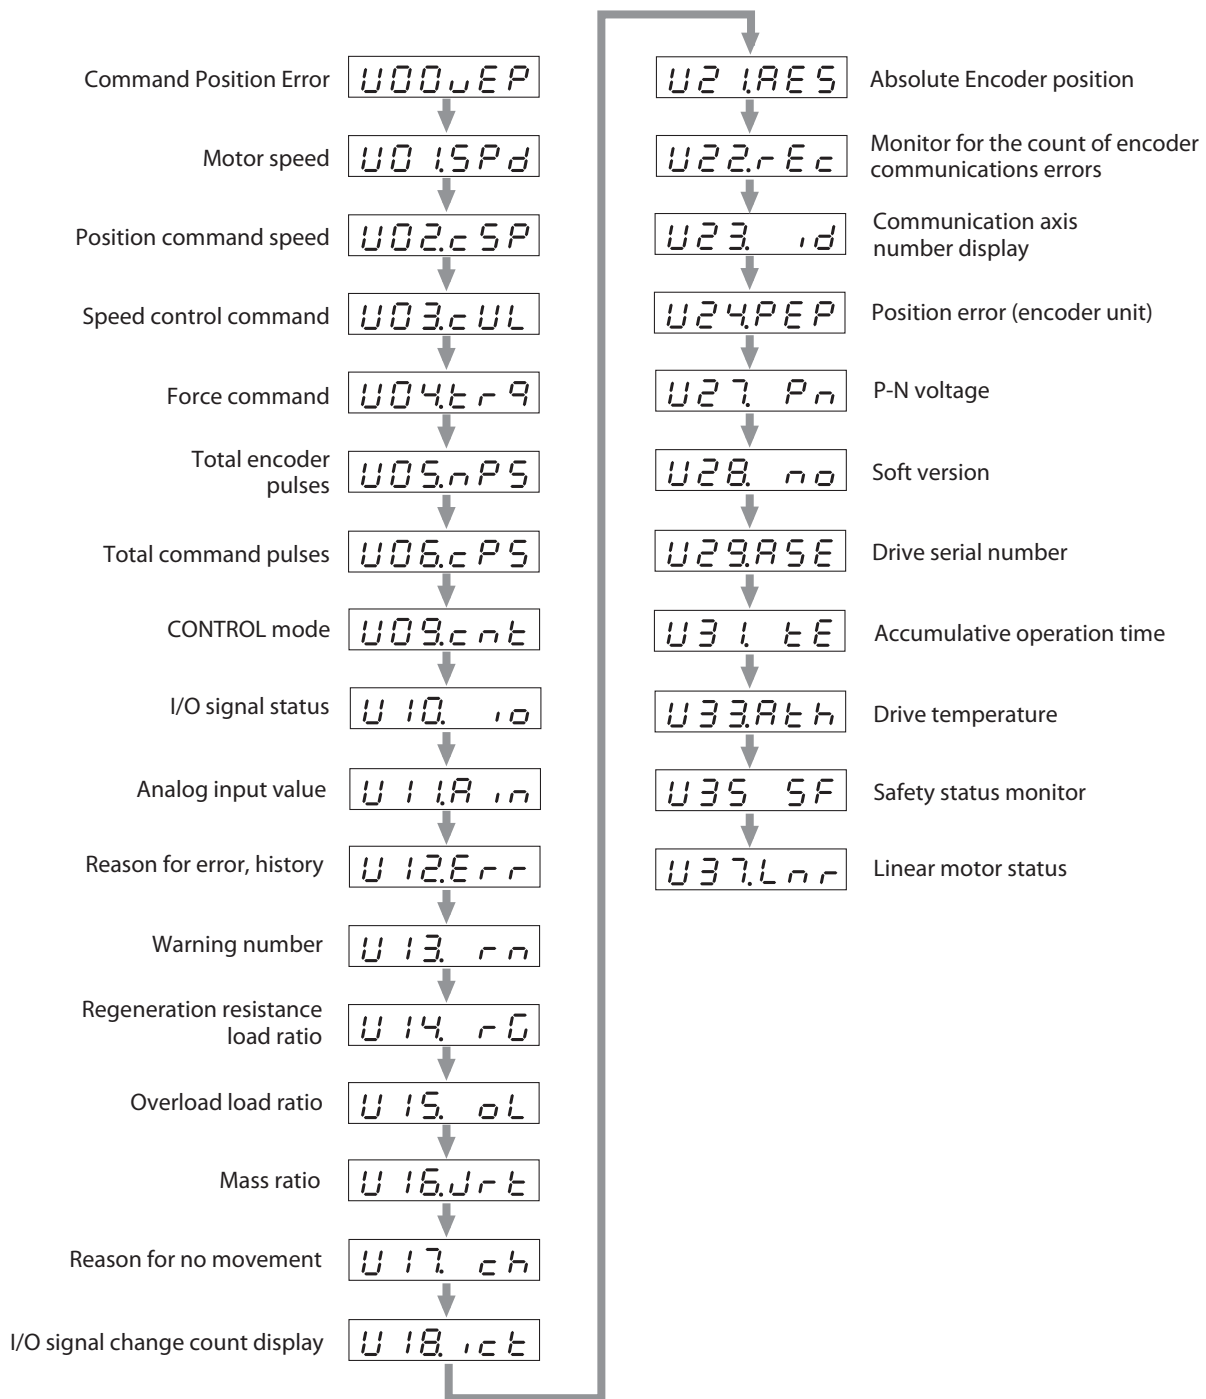 Command Position Error U00uEP
Motor speed U01.SPd
Position command speed U02.cSP
Speed control command U03.cUL
Force command U04.trq
Total encoder
pulses U05.nPS
Total command pulses U06.cPS
CONTROL mode U09.cnt
I/O signal status U10. io
Analog input value U11.Ain
Reason for error, history U12.Err
Warning number U13. rn
Regeneration resistance
load ratio U14. rG
Overload load ratio U15. oL
Mass ratio U16.Jrt
Reason for no movement U17. ch
I/O signal change count display U18.ict
U21.AES Absolute Encoder position
U22.rEc Monitor for the count of encoder
communications errors
U23. id Communication axis
number display
U24.PEP Position error (encoder unit)
U27. Pn P-N voltage
U28. no Soft version
U29.ASE Drive serial number
U31. tE Accumulative operation time
U33.Ath Drive temperature
U35 SF Safety status monitor
U37.Lnr Linear motor status